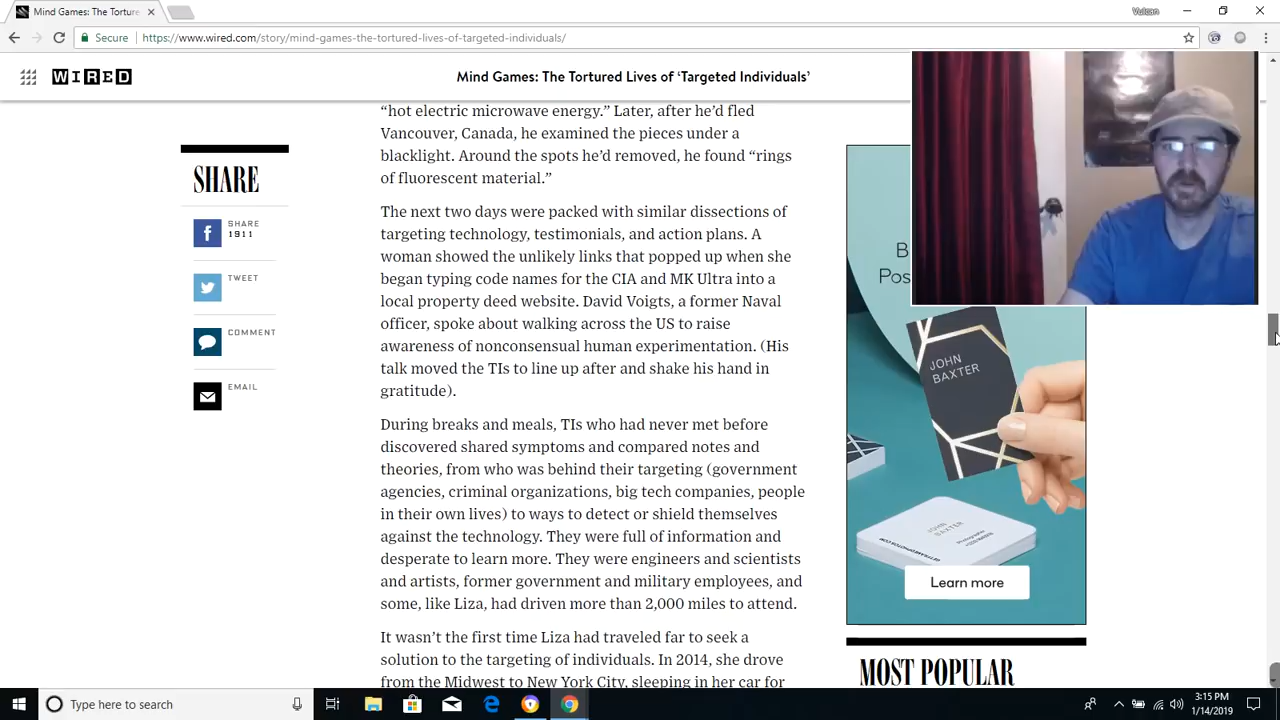 Mind Games: The Torture
Vulcan
Secure
https://www.wired.com/story/mind-games-the-tortured-lives-of-targeted-individuals/
WIRED
Mind Games: The Tortured Lives of ‘Targeted Individuals’
“hot electric microwave energy.” Later, after he’d fled
Vancouver, Canada, he examined the pieces under a
blacklight. Around the spots he’d removed, he found “rings
of fluorescent material.”
The next two days were packed with similar dissections of
targeting technology, testimonials, and action plans. A
woman showed the unlikely links that popped up when she
began typing code names for the CIA and MK Ultra into a
local property deed website. David Voigts, a former Naval
officer, spoke about walking across the US to raise
awareness of nonconsensual human experimentation. (His
talk moved the TIs to line up after and shake his hand in
gratitude).
During breaks and meals, TIs who had never met before
discovered shared symptoms and compared notes and
theories, from who was behind their targeting (government
agencies, criminal organizations, big tech companies, people
in their own lives) to ways to detect or shield themselves
against the technology. They were full of information and
desperate to learn more. They were engineers and scientists
and artists, former government and military employees, and
some, like Liza, had driven more than 2,000 miles to attend.
It wasn’t the first time Liza had traveled far to seek a
solution to the targeting of individuals. In 2014, she drove
from the Midwest to New York City, sleeping in her car for
SHARE
SHARE
1911
TWEET
COMMENT
EMAIL
B
Pos
JOHN
BAXTER
JOHN
BAXTER
Learn more
MOST POPULAR
Type here to search
3:15 PM
1/14/2019